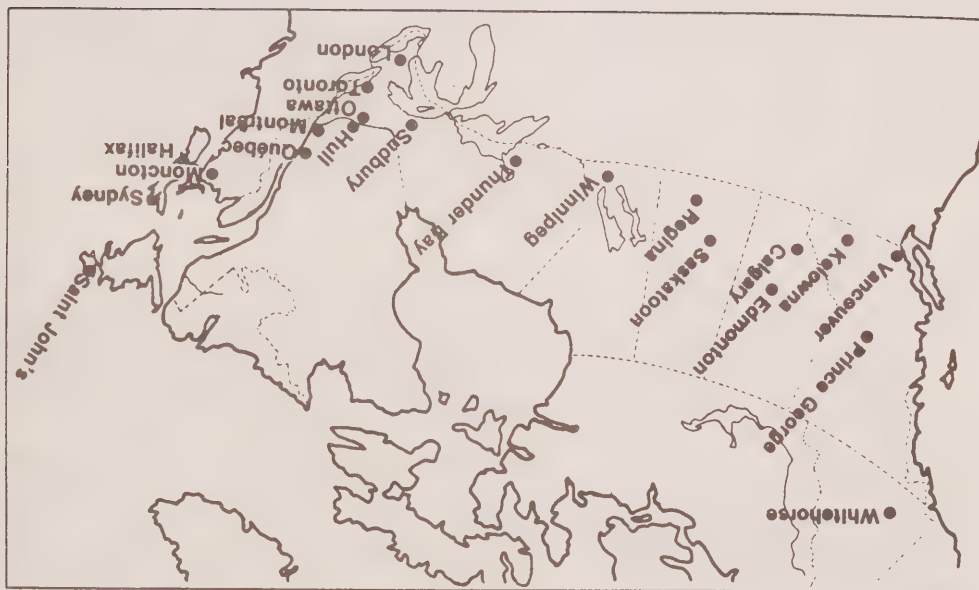 Whitehorse
Prince George
Vancouver
Kelowna
Edmonton
Calgary
Saskatoon
Regina
Winnipeg
Thunder Bay
Sudbury
Hull
Québec
Montréal
Ottawa
Toronto
London
Saint John's
Sydney
Moncton
Halifax